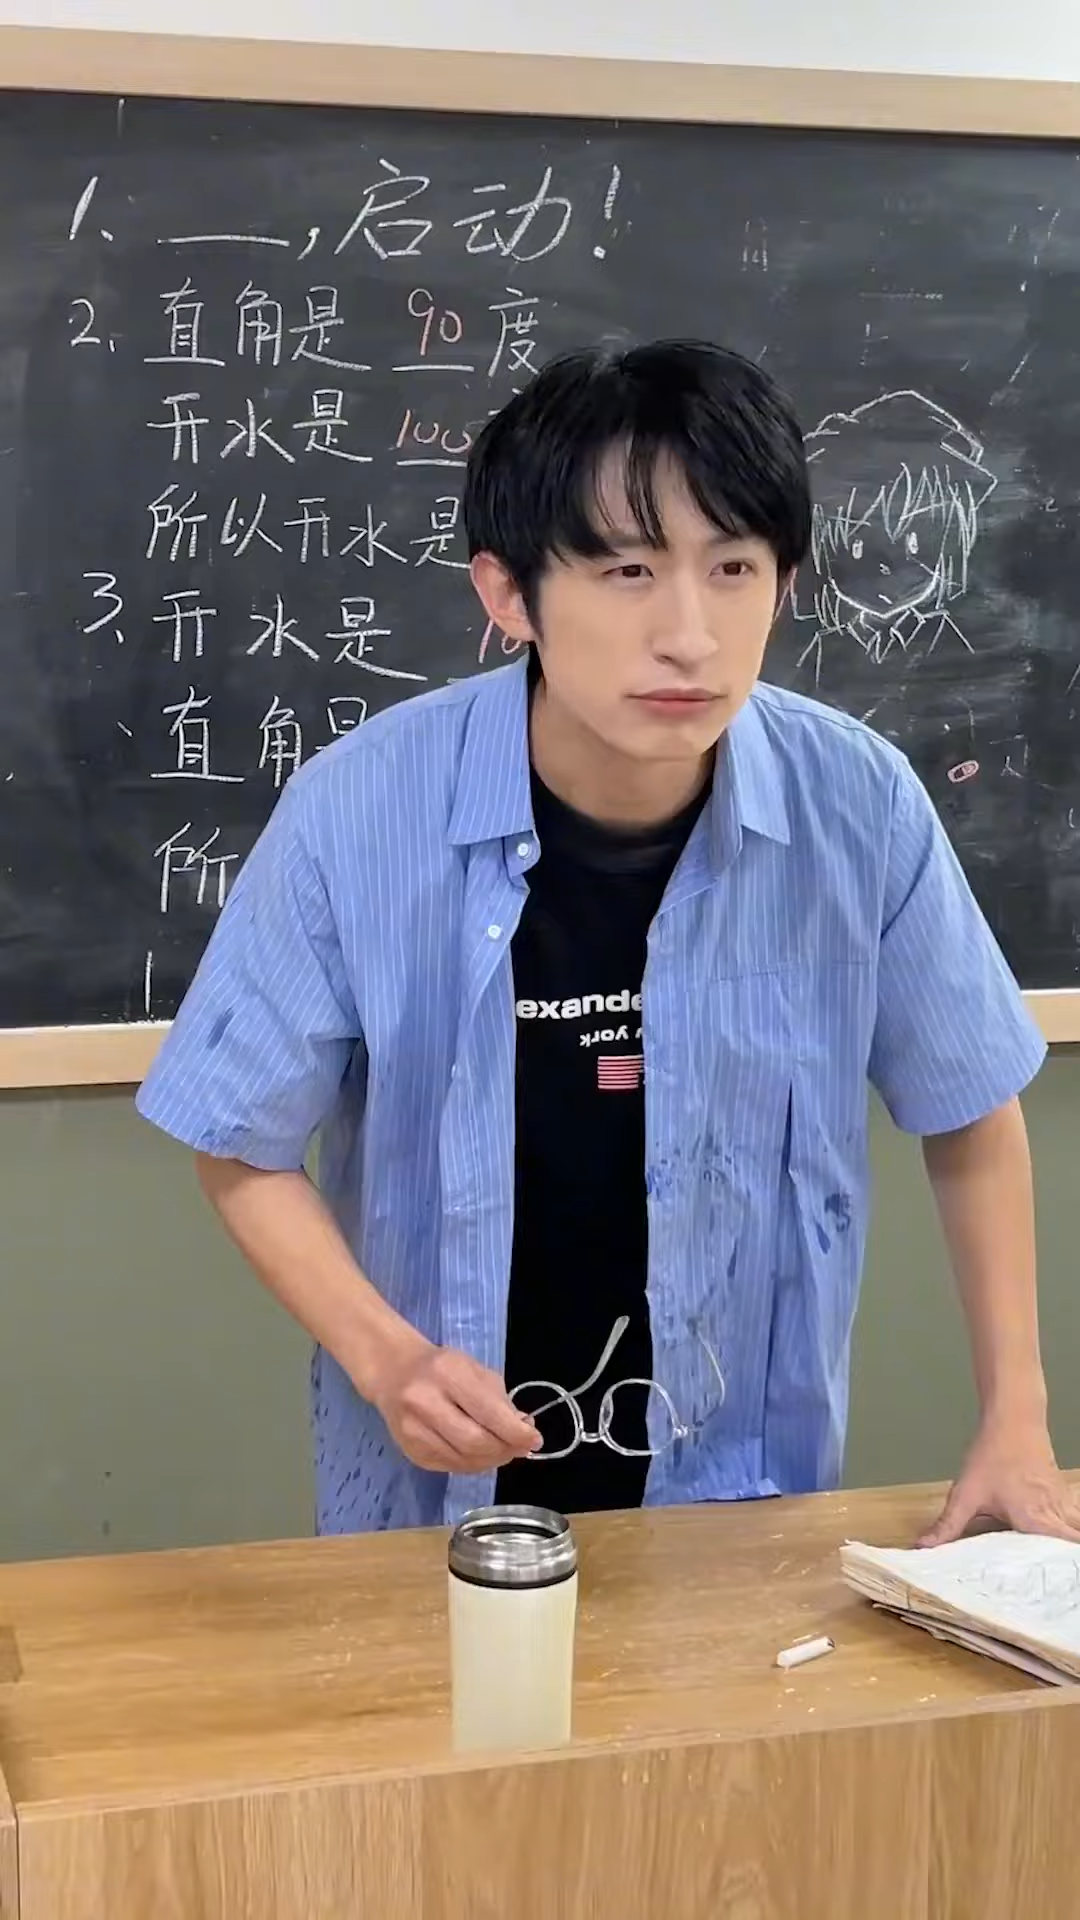 1、___，启动！
2、直角是 90 度
开水是 100
所以开水是
3、开水是
直角是
所
exande
w york